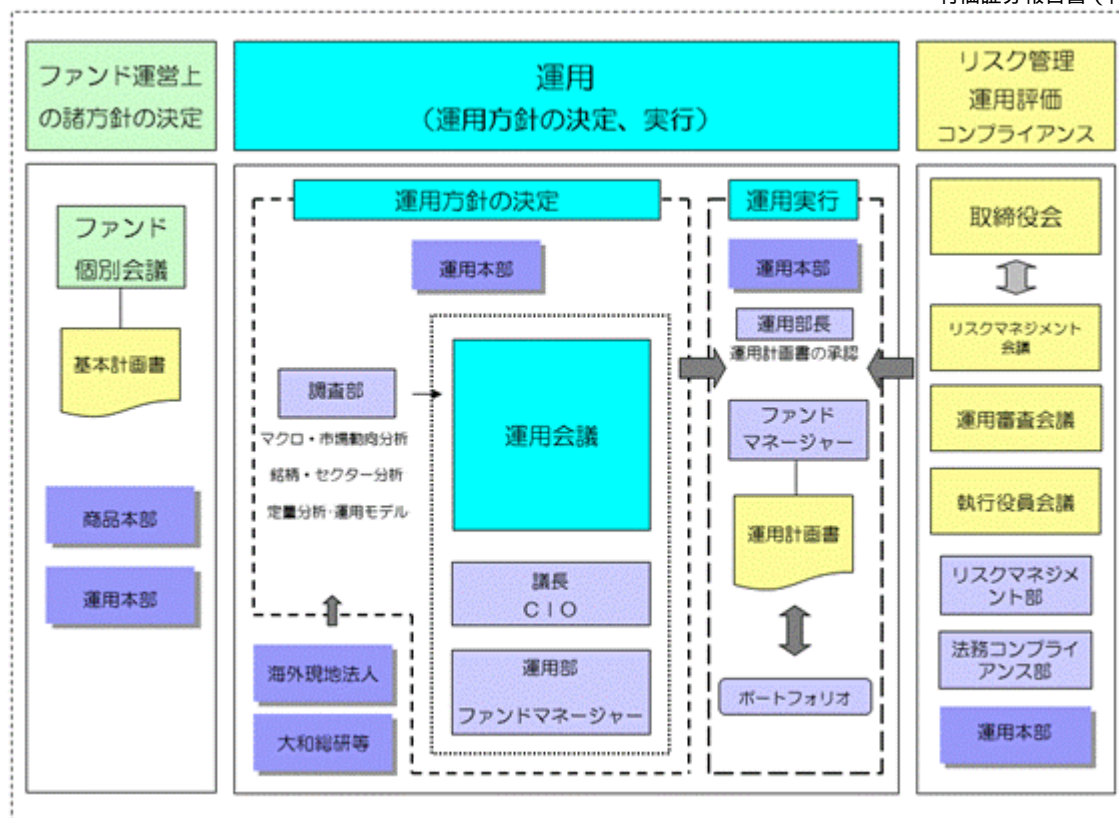 ファンド運営上
の諸方針の決定
運用
（運用方針の決定、実行）
リスク管理
運用評価
コンプライアンス
ファンド
個別会議
基本計画書
商品本部
運用本部
運用方針の決定
運用本部
調査部
マクロ・市場動向分析
銘柄・セクター分析
定量分析・運用モデル
運用会議
議長
ＣＩＯ
運用部
ファンドマネージャー
海外現地法人
大和総研等
運用実行
運用本部
運用部長
運用計画書の承認
ファンド
マネージャー
運用計画書
ポートフォリオ
取締役会
リスクマネジメント
会議
運用審査会議
執行役員会議
リスクマネジメ
ント部
法務コンプライ
アンス部
運用本部